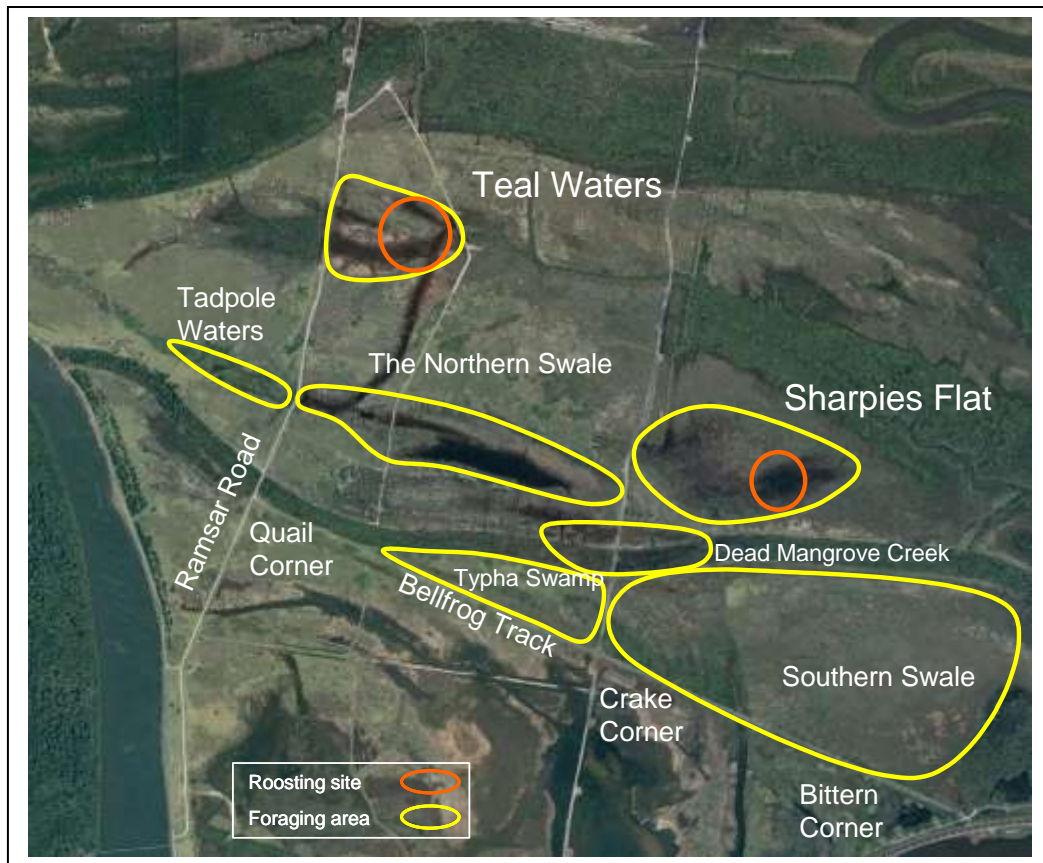 Teal Waters
Tadpole
Waters
The Northern Swale
Sharpies Flat
Ramsar Road
Quail
Corner
Dead Mangrove Creek
Typha Swamp
Bellfrog Track
Southern Swale
Crake
Corner
Roosting site
Foraging area
Bittern
Corner